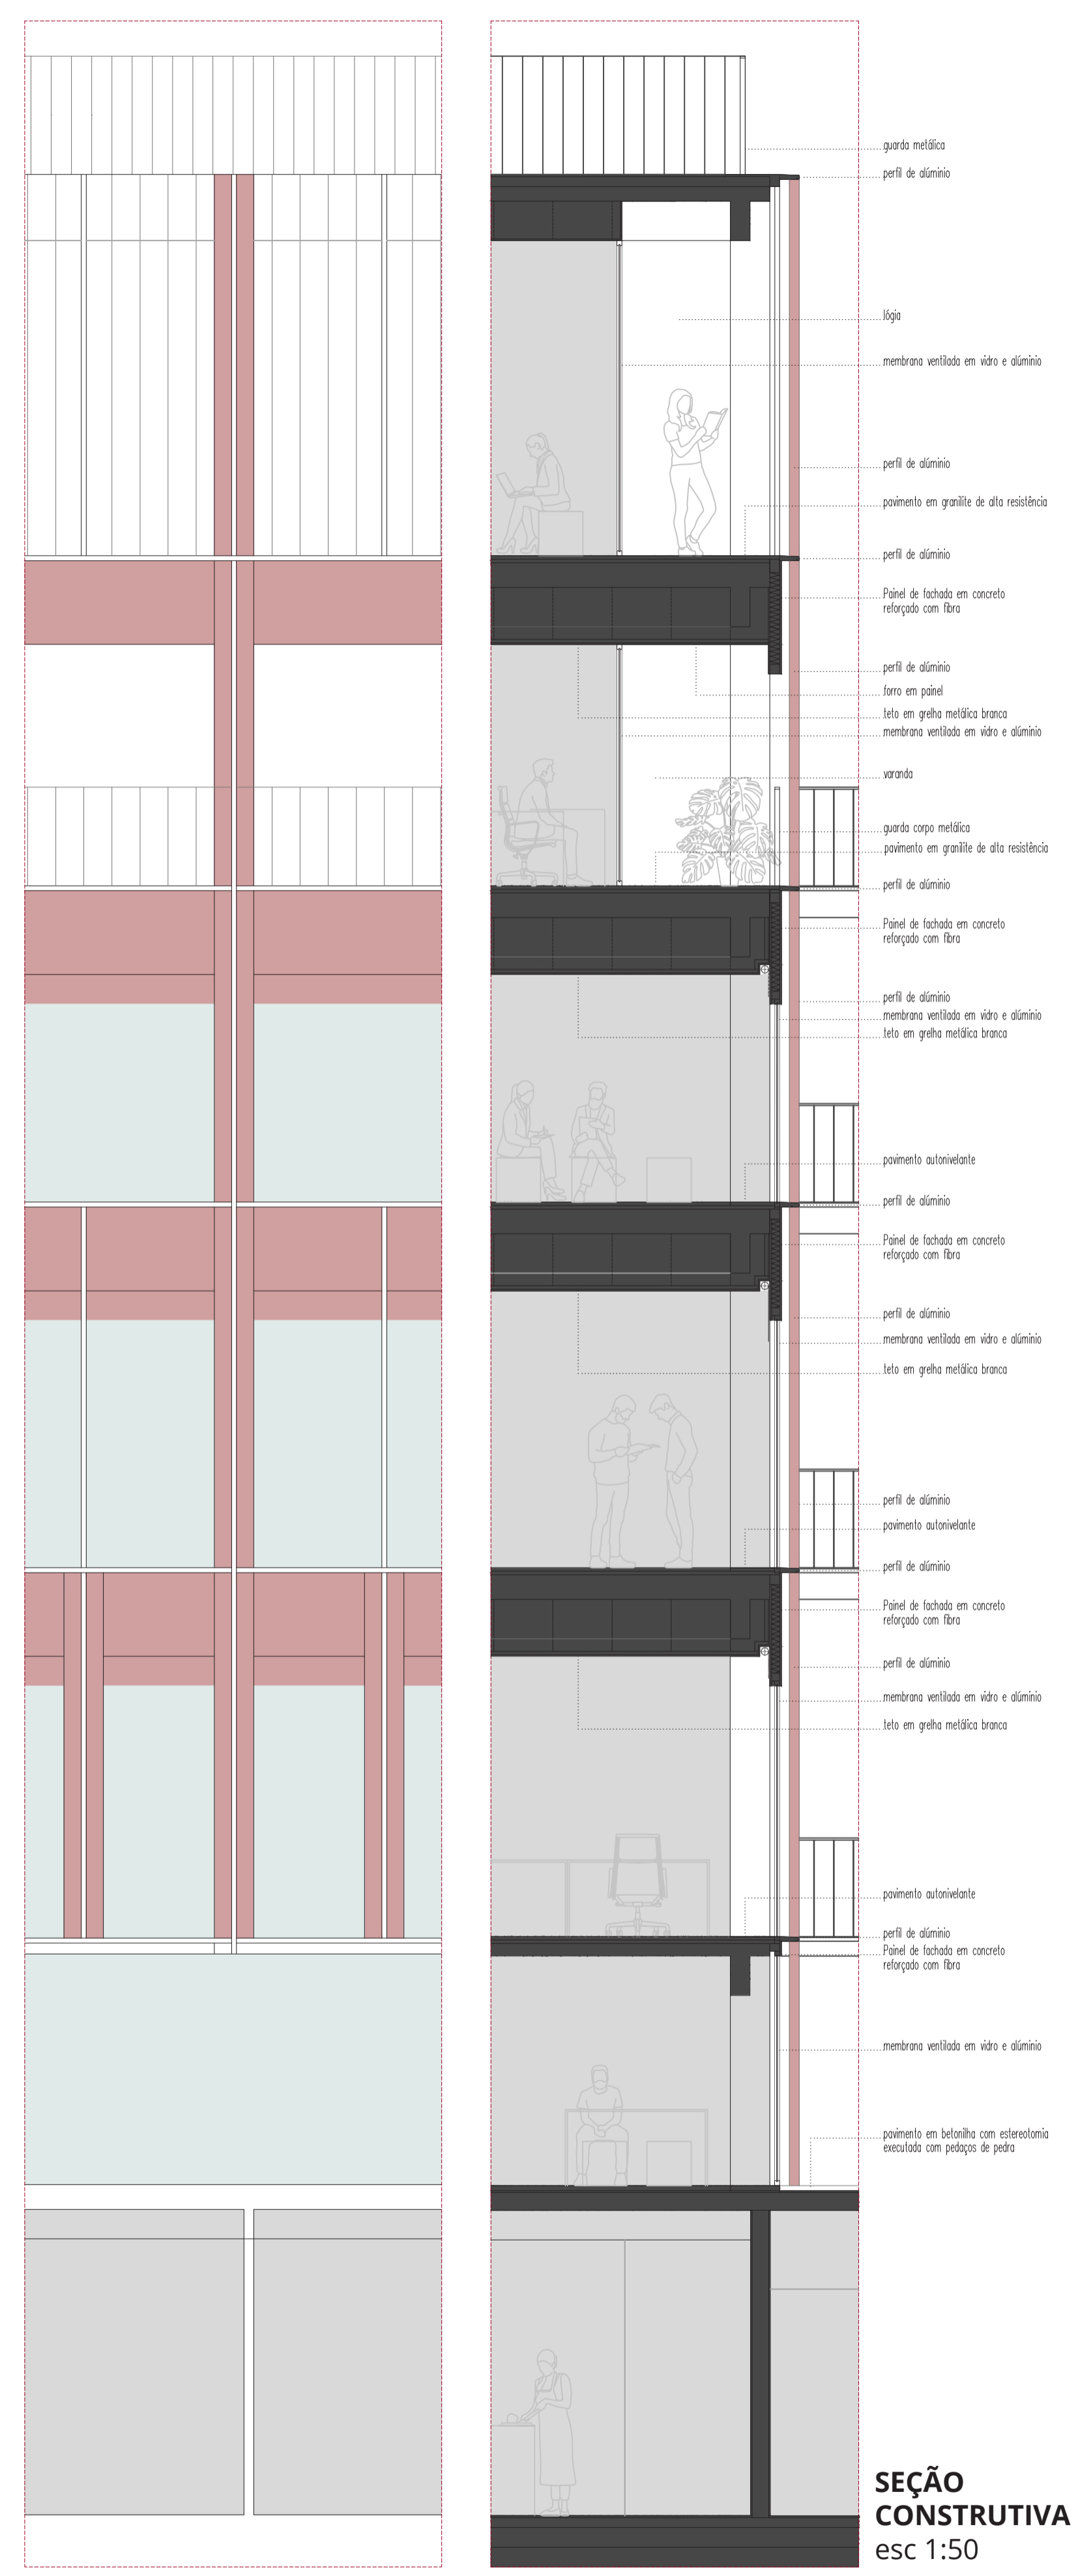 guarda metálica
perfil de alúminio
lógia
membrana ventilada em vidro e alúminio
perfil de alúminio
pavimento em granilite de alta resistência
perfil de alúminio
Painel de fachada em concreto
reforçado com fibra
perfil de alúminio
forro em painel
teto em grelha metálica branca
membrana ventilada em vidro e alúminio
varanda
guarda corpo metálica
pavimento em granilite de alta resistência
perfil de alúminio
Painel de fachada em concreto
reforçado com fibra
perfil de alúminio
membrana ventilada em vidro e alúminio
teto em grelha metálica branca
pavimento autonivelante
perfil de alúminio
Painel de fachada em concreto
reforçado com fibra
perfil de alúminio
membrana ventilada em vidro e alúminio
teto em grelha metálica branca
perfil de alúminio
pavimento autonivelante
perfil de alúminio
Painel de fachada em concreto
reforçado com fibra
perfil de alúminio
membrana ventilada em vidro e alúminio
teto em grelha metálica branca
pavimento autonivelante
perfil de alúminio
Painel de fachada em concreto
reforçado com fibra
membrana ventilada em vidro e alúminio
pavimento em betonilha com estereotomia
executada com pedaços de pedra
SEÇÃO
CONSTRUTIVA
esc 1:50